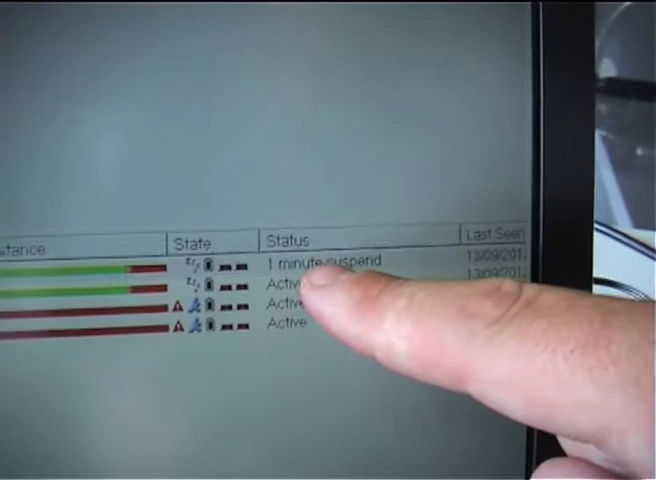 stance State Status Last Seen
1 minute suspend 13/09/201
Active 13/09/201
Active
Active